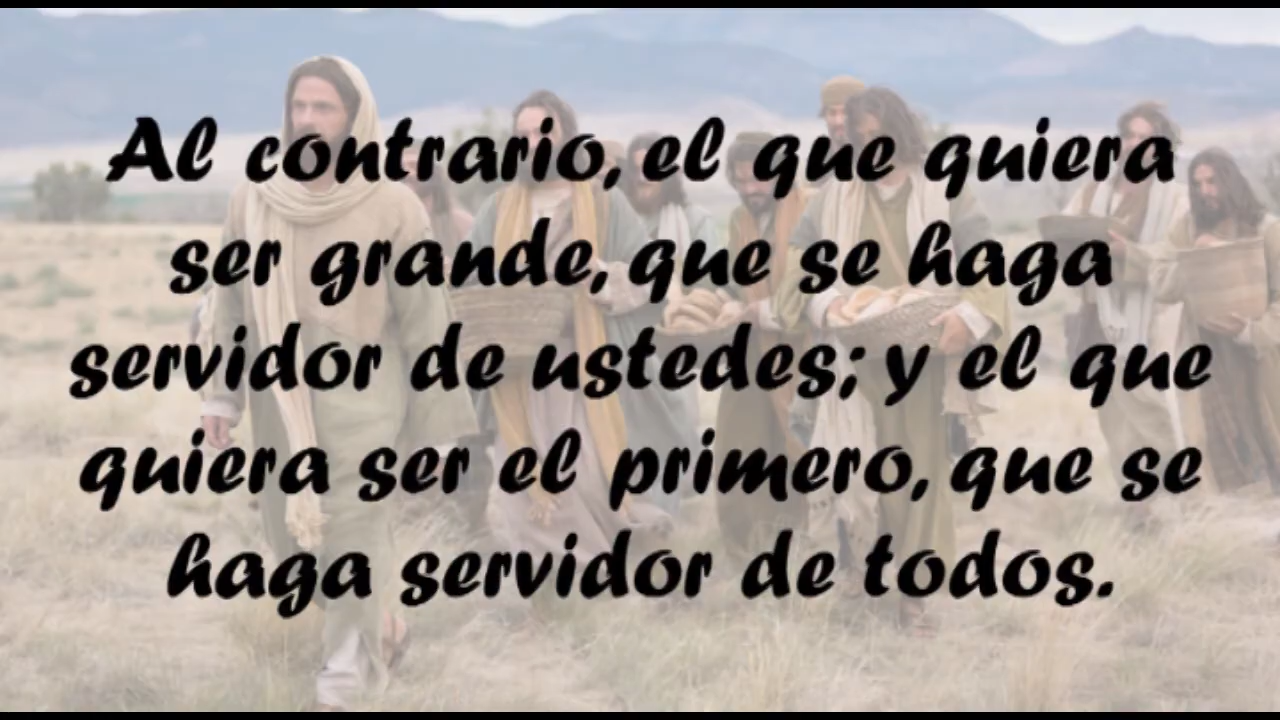 Al contrario, el que quiera
ser grande, que se haga
servidor de ustedes; y el que
quiera ser el primero, que se
haga servidor de todos.